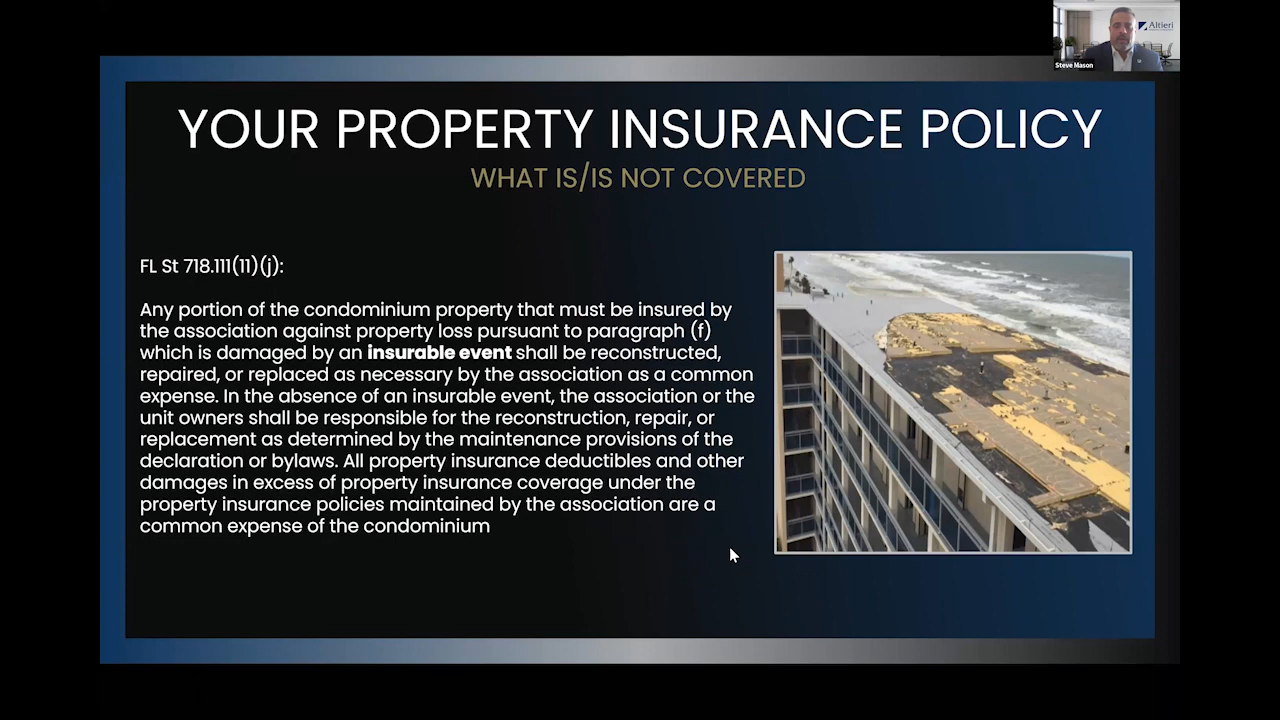 Altieri
Steve Mason
YOUR PROPERTY INSURANCE POLICY
WHAT IS/IS NOT COVERED
FL St 718.111(11)(j):
Any portion of the condominium property that must be insured by
the association against property loss pursuant to paragraph (f)
which is damaged by an insurable event shall be reconstructed,
repaired, or replaced as necessary by the association as a common
expense. In the absence of an insurable event, the association or the
unit owners shall be responsible for the reconstruction, repair, or
replacement as determined by the maintenance provisions of the
declaration or bylaws. All property insurance deductibles and other
damages in excess of property insurance coverage under the
property insurance policies maintained by the association are a
common expense of the condominium